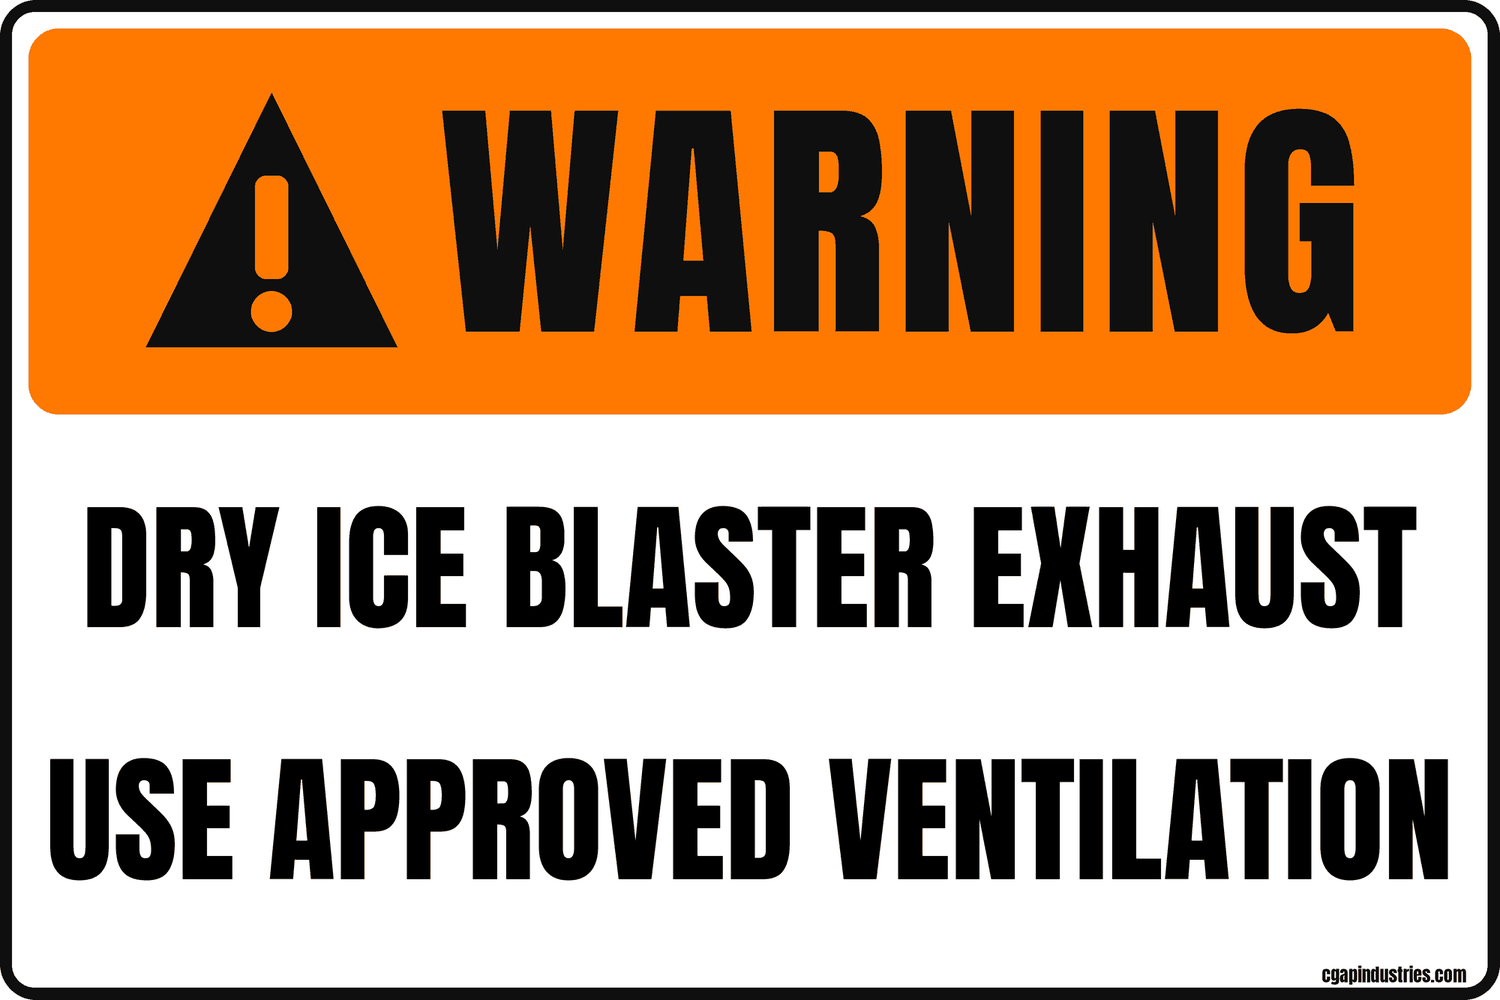 WARNING
DRY ICE BLASTER EXHAUST
USE APPROVED VENTILATION
cgapindustries.com